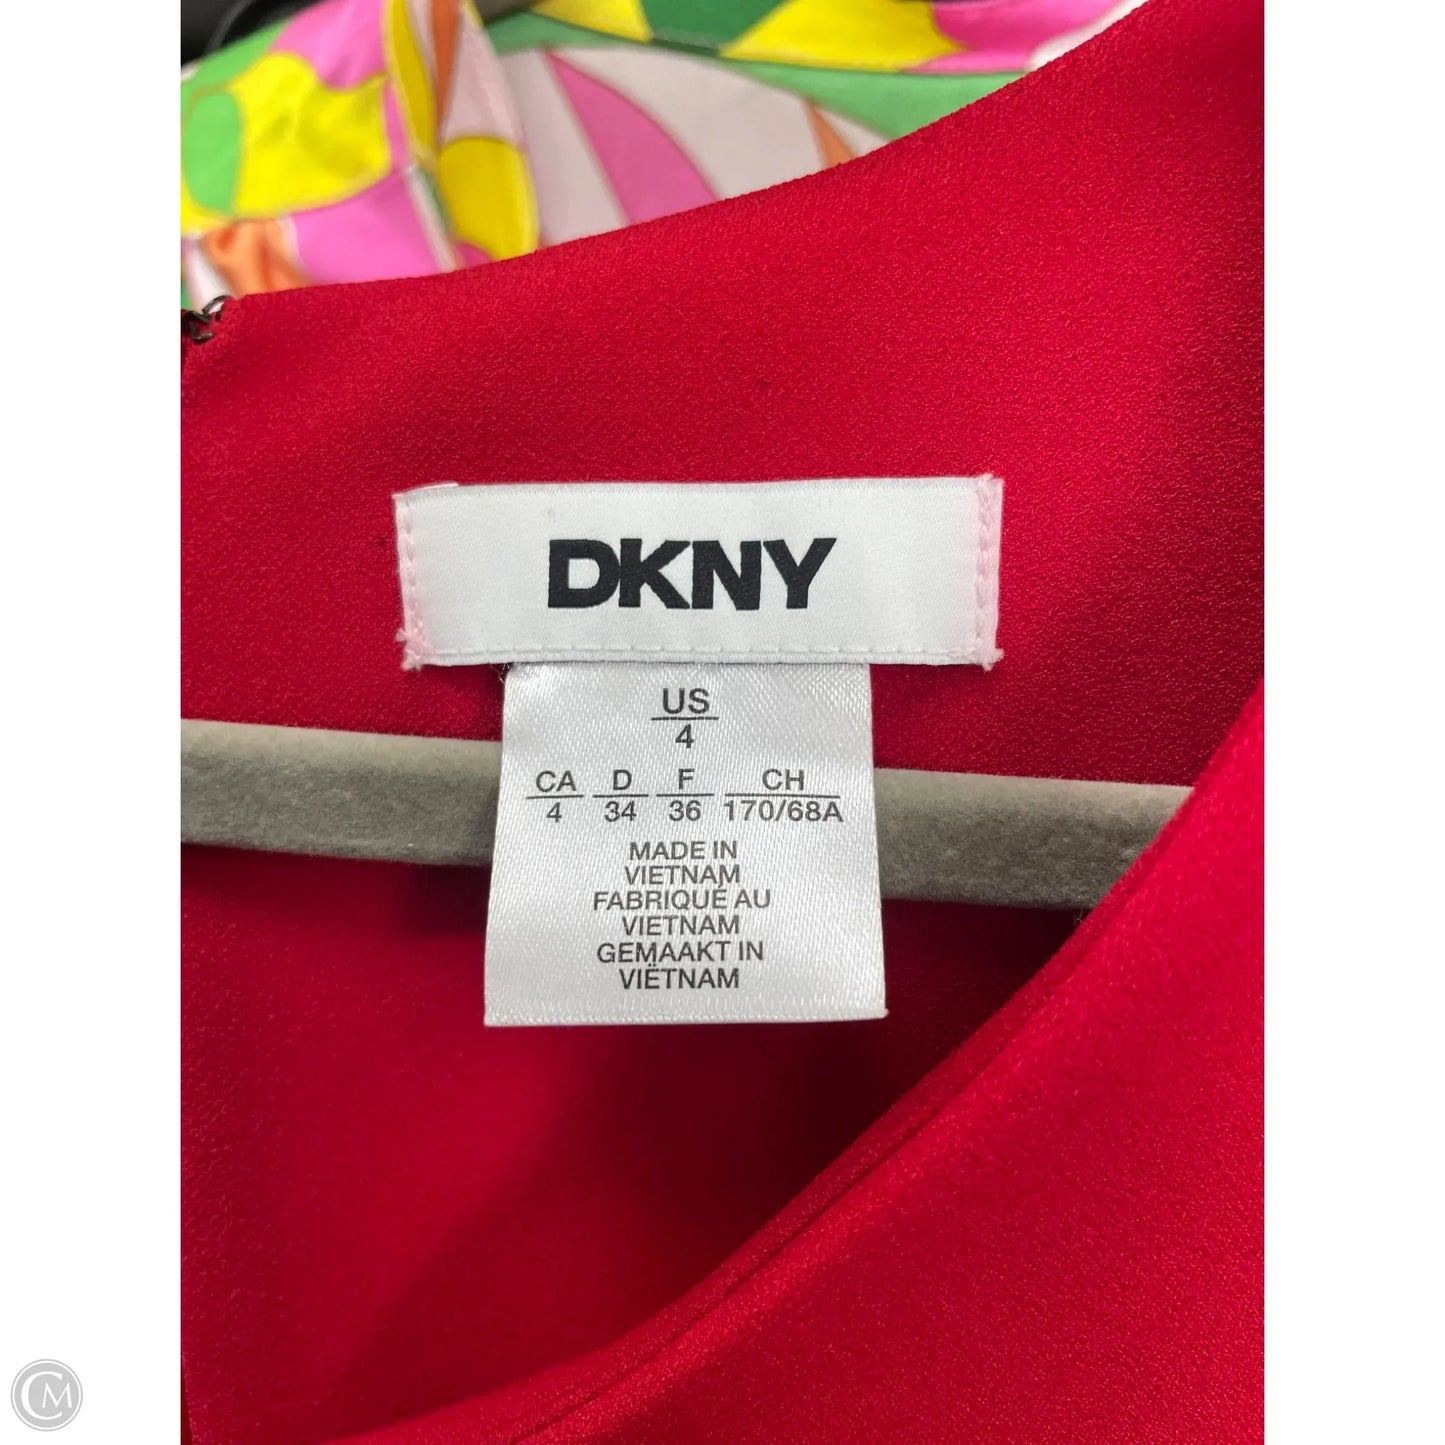 DKNY
US
4
CA D F CH
4 34 36 170/68A
MADE IN
VIETNAM
FABRIQUÉ AU
VIETNAM
GEMAAKT IN
VIËTNAM
CM